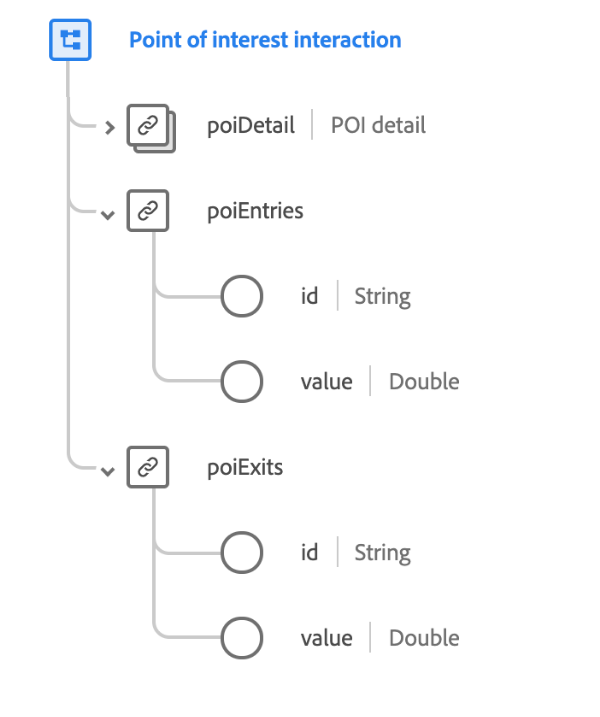 Point of interest interaction
poiDetail POI detail
poiEntries
id String
value Double
poiExits
id String
value Double